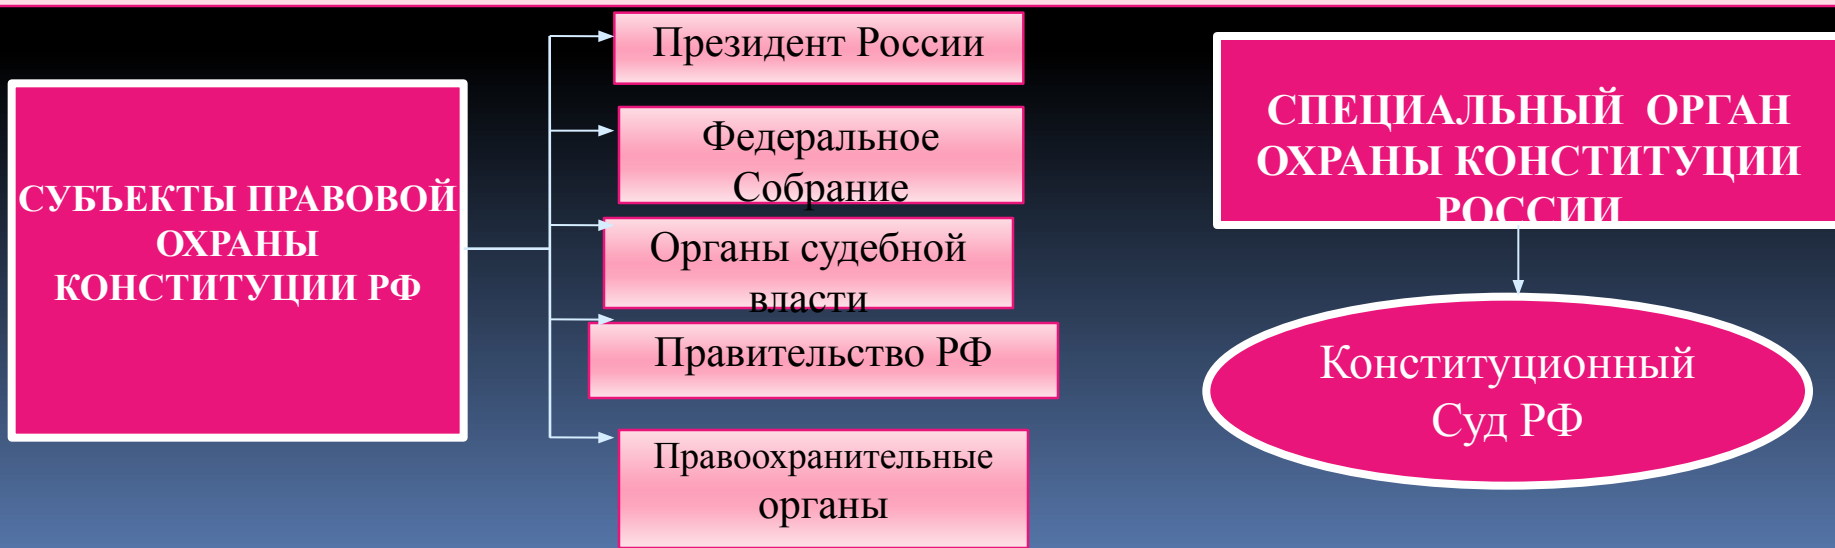 СУБЪЕКТЫ ПРАВОВОЙ
ОХРАНЫ
КОНСТИТУЦИИ РФ
Президент России
Федеральное
Собрание
Органы судебной
власти
Правительство РФ
Правоохранительные
органы
СПЕЦИАЛЬНЫЙ ОРГАН
ОХРАНЫ КОНСТИТУЦИИ
РОССИИ
Конституционный
Суд РФ